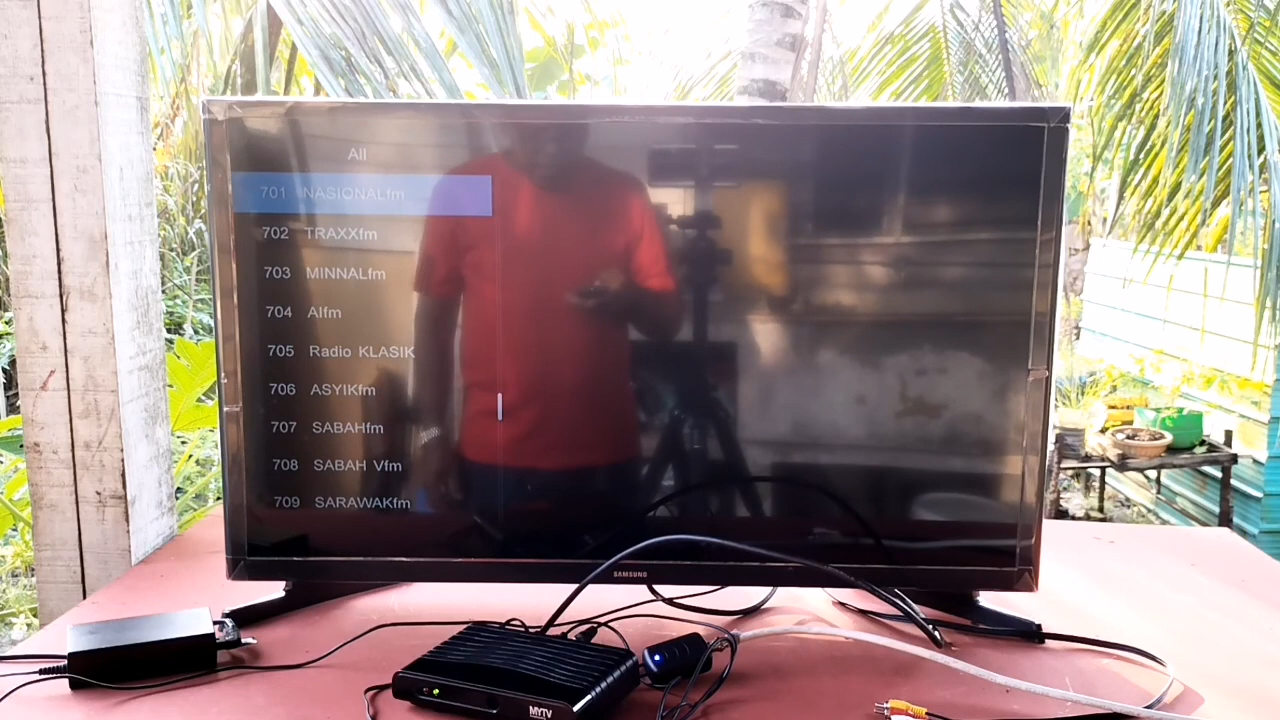 All
701 NASIONALfm
702 TRAXXfm
703 MINNALfm
704 AIfm
705 Radio KLASIK
706 ASYIKfm
707 SABAHfm
708 SABAH Vfm
709 SARAWAKfm
SAMSUNG
MYTV